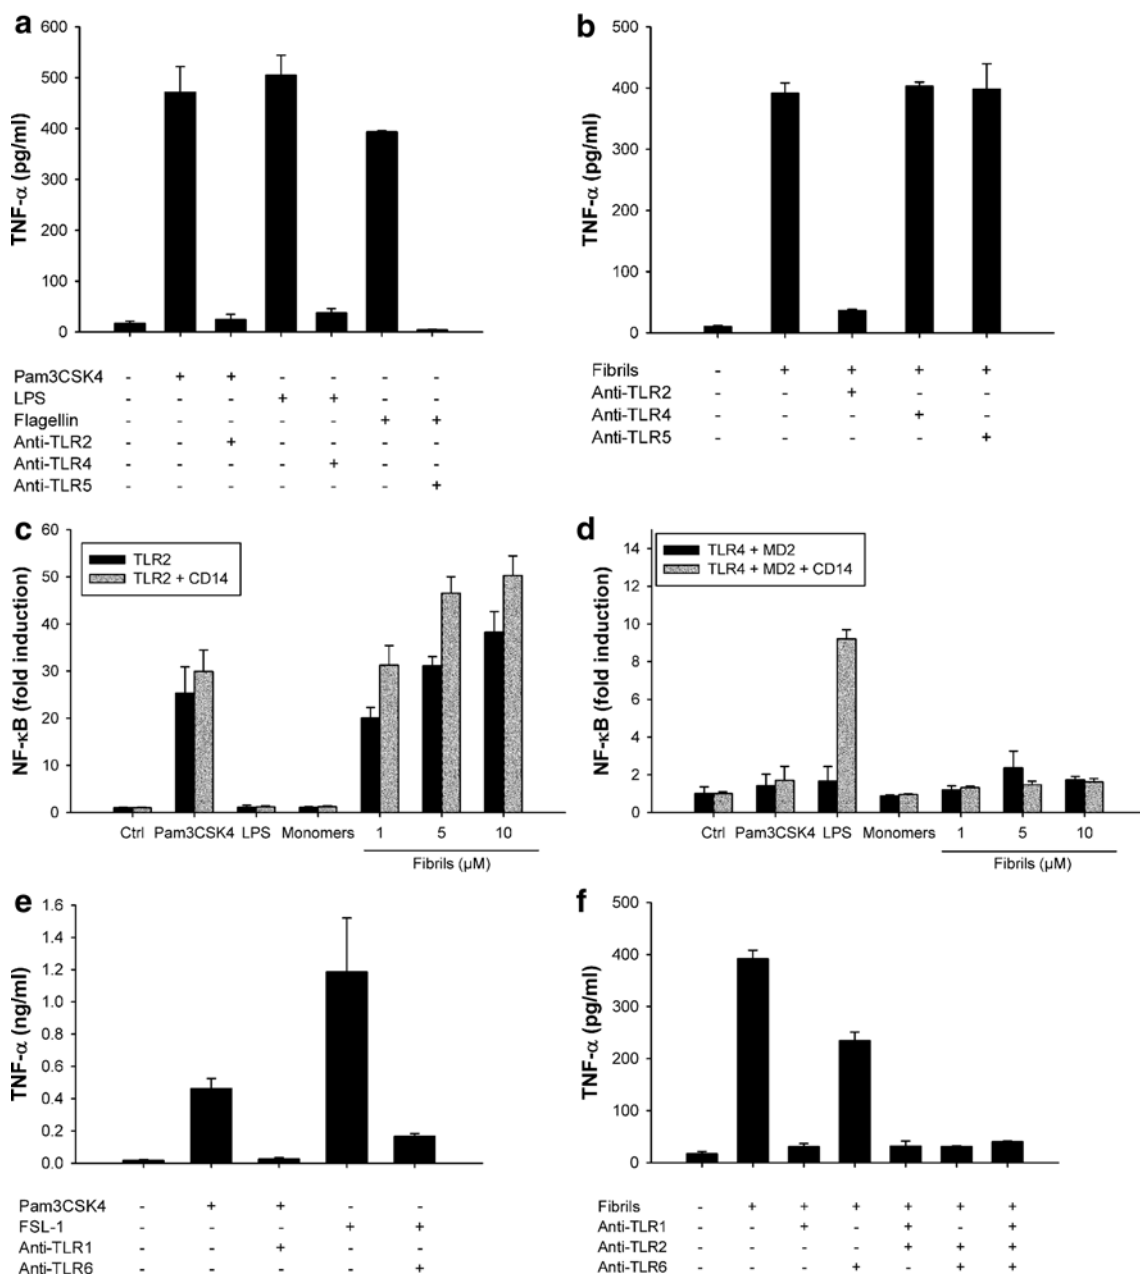 a
TNF-α (pg/ml)
600
500
400
300
200
100
0
Pam3CSK4 - + + - - - -
LPS - - - + + - -
Flagellin - - - - - + +
Anti-TLR2 - - + - - - -
Anti-TLR4 - - - - + - -
Anti-TLR5 - - - - - - +
b
TNF-α (pg/ml)
500
400
300
200
100
0
Fibrils - + + + +
Anti-TLR2 - - + - -
Anti-TLR4 - - - + -
Anti-TLR5 - - - - +
c
NF-κB (fold induction)
60
50
40
30
20
10
0
TLR2
TLR2 + CD14
Ctrl Pam3CSK4 LPS Monomers 1 5 10
Fibrils (μM)
d
NF-κB (fold induction)
14
12
10
8
6
4
2
0
TLR4 + MD2
TLR4 + MD2 + CD14
Ctrl Pam3CSK4 LPS Monomers 1 5 10
Fibrils (μM)
e
TNF-α (ng/ml)
1.6
1.4
1.2
1.0
0.8
0.6
0.4
0.2
0.0
Pam3CSK4 - + + - -
FSL-1 - - - + +
Anti-TLR1 - - + - -
Anti-TLR6 - - - - +
f
TNF-α (pg/ml)
500
400
300
200
100
0
Fibrils - + + + + + +
Anti-TLR1 - - + - + - +
Anti-TLR2 - - - - + + +
Anti-TLR6 - - - + - + +